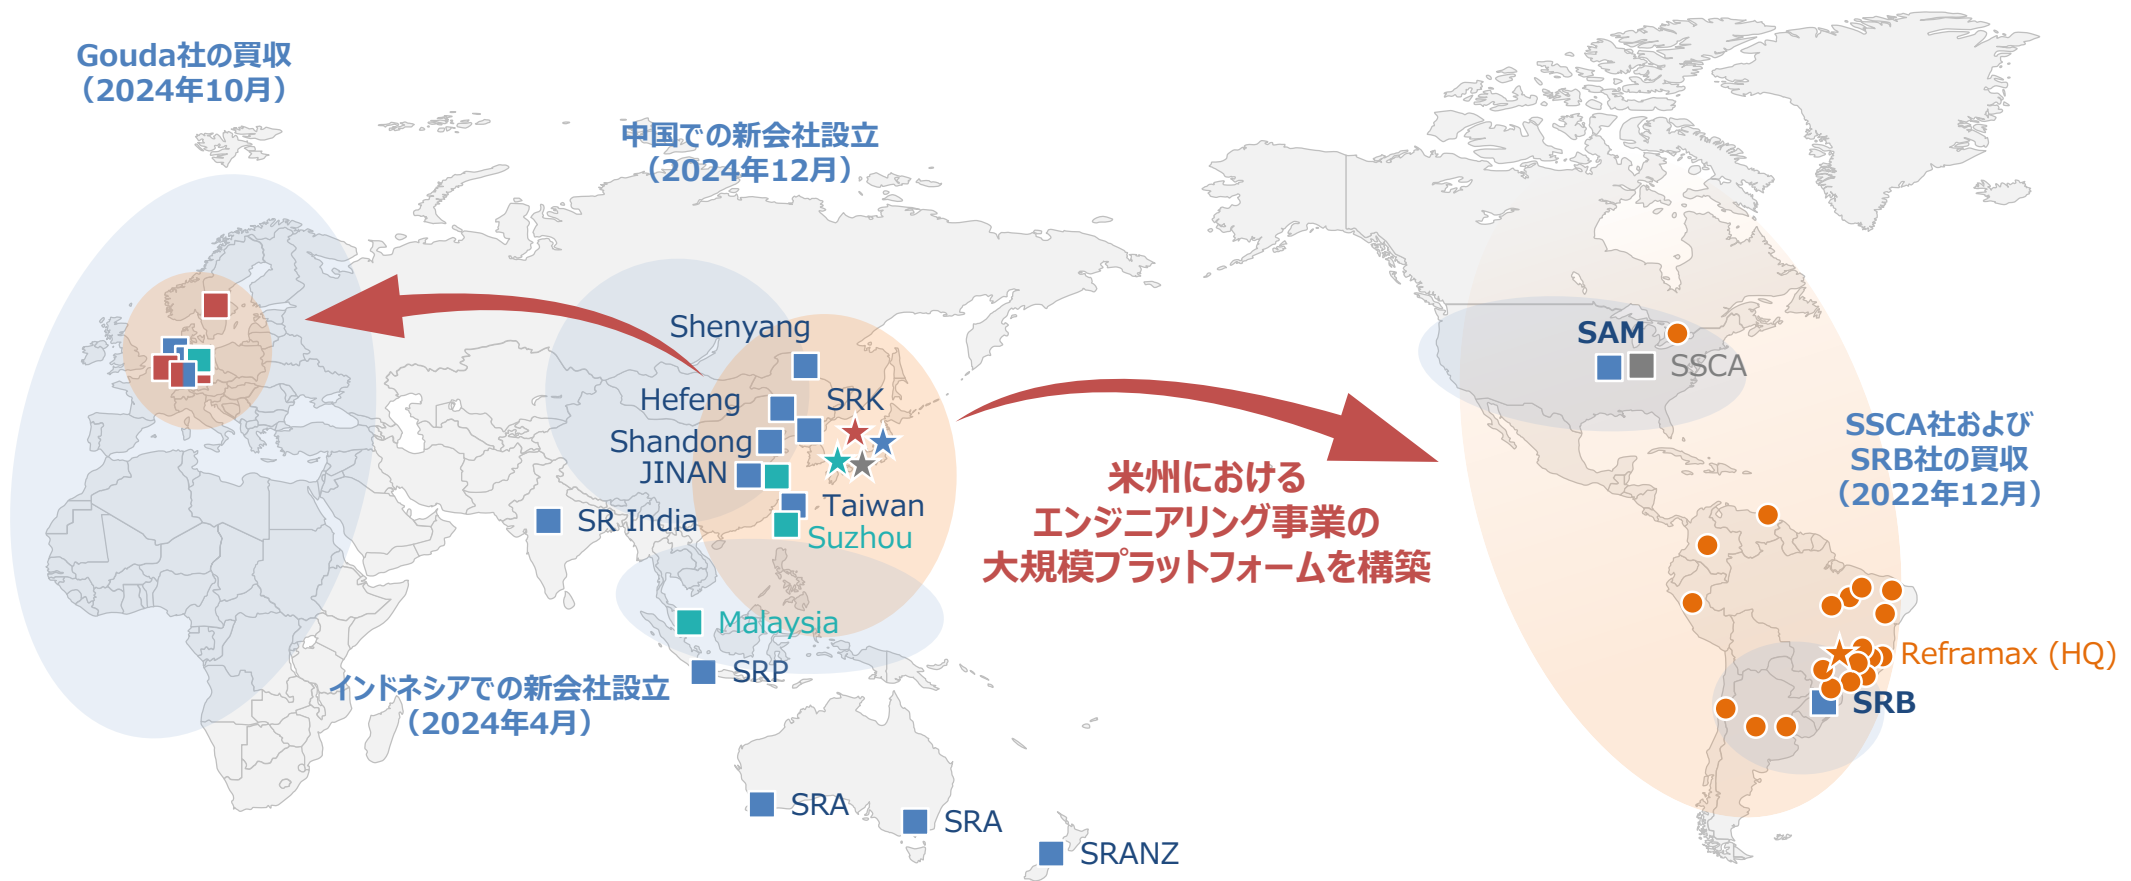 Gouda社の買収
（2024年10月）
中国での新会社設立
（2024年12月）
Shenyang
Hefeng
SRK
Shandong
JINAN
Taiwan
SR India
Suzhou
Malaysia
SRP
インドネシアでの新会社設立
（2024年4月）
SRA
SRA
SRANZ
米州における
エンジニアリング事業の
大規模プラットフォームを構築
SAM
SSCA
SSCA社および
SRB社の買収
（2022年12月）
Reframax (HQ)
SRB